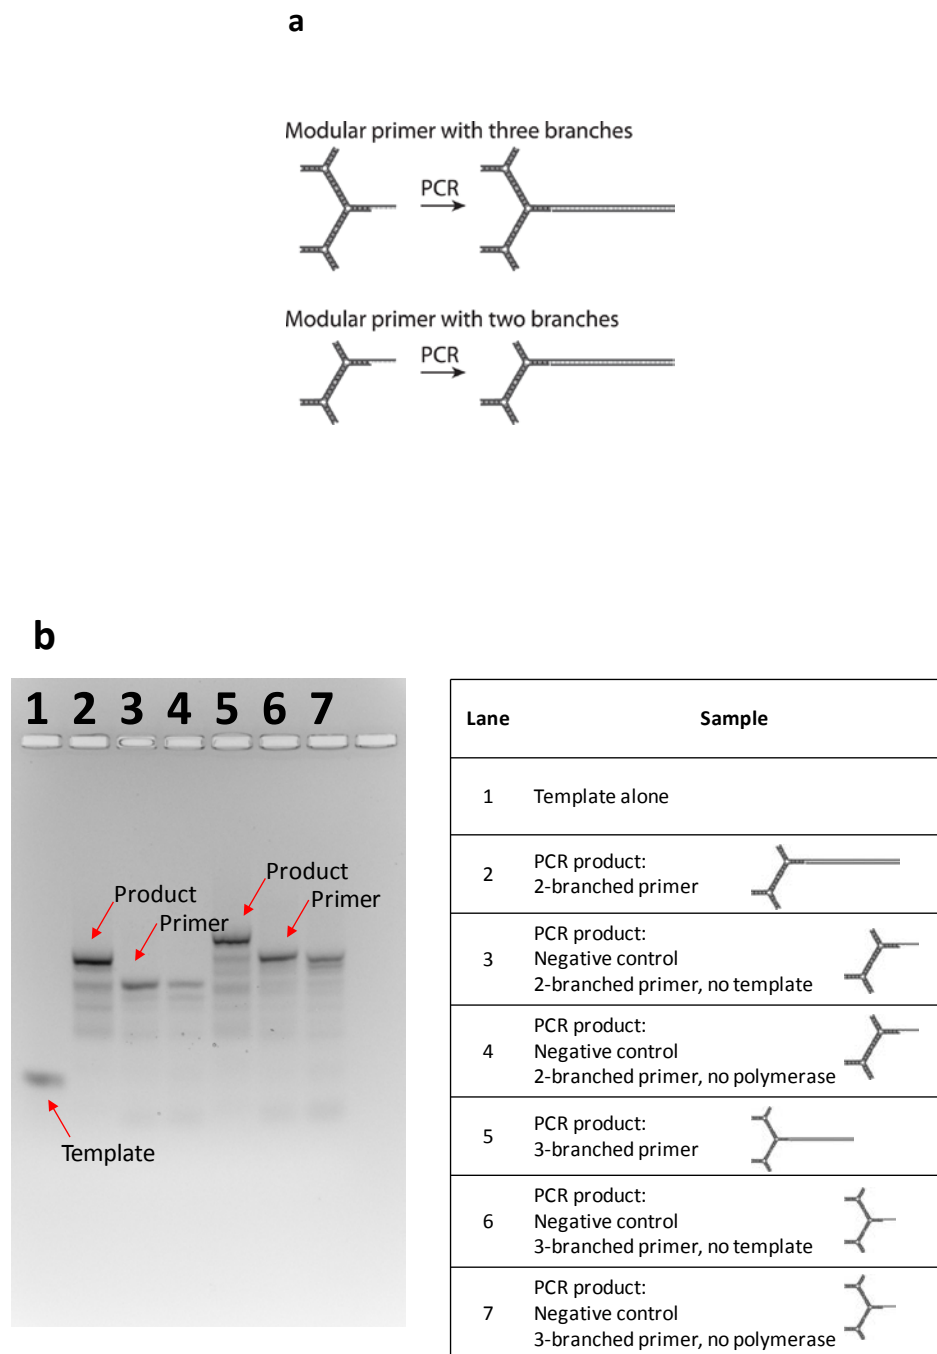 a
Modular primer with three branches
PCR
Modular primer with two branches
PCR
b
1 2 3 4 5 6 7
Product
Primer
Product
Primer
Template
Lane Sample
1 Template alone
2 PCR product:
2-branched primer
3 PCR product:
Negative control
2-branched primer, no template
4 PCR product:
Negative control
2-branched primer, no polymerase
5 PCR product:
3-branched primer
6 PCR product:
Negative control
3-branched primer, no template
7 PCR product:
Negative control
3-branched primer, no polymerase